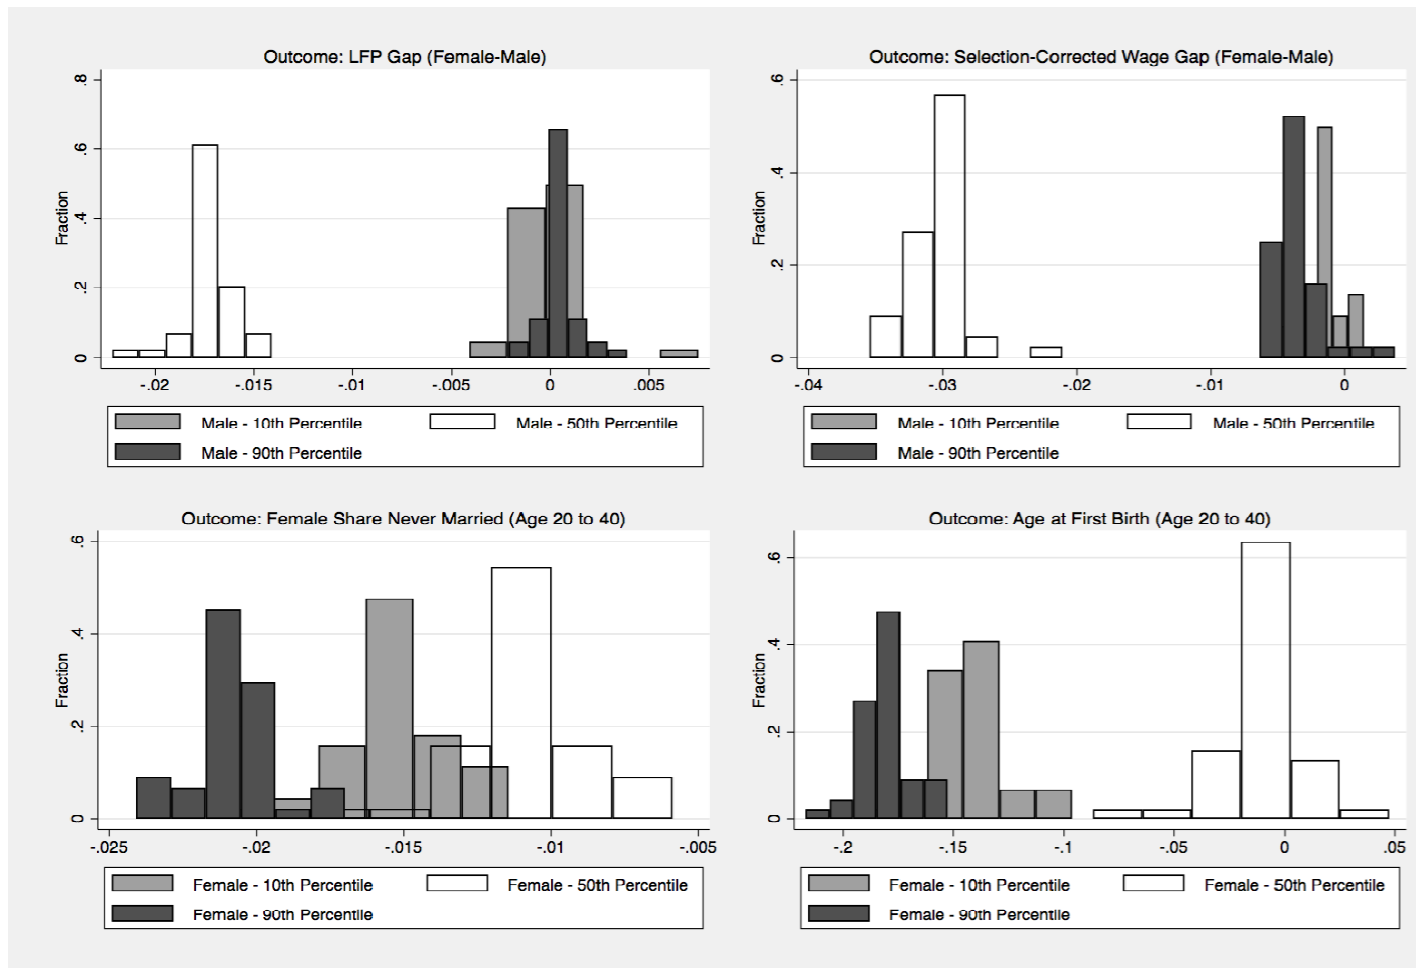 Outcome: LFP Gap (Female-Male)
Fraction
.8
.6
.4
.2
0
-.02
-.015
-.01
-.005
0
.005
Male - 10th Percentile
Male - 50th Percentile
Male - 90th Percentile
Outcome: Selection-Corrected Wage Gap (Female-Male)
Fraction
.6
.4
.2
0
-.04
-.03
-.02
-.01
0
Male - 10th Percentile
Male - 50th Percentile
Male - 90th Percentile
Outcome: Female Share Never Married (Age 20 to 40)
Fraction
.6
.4
.2
0
-.025
-.02
-.015
-.01
-.005
Female - 10th Percentile
Female - 50th Percentile
Female - 90th Percentile
Outcome: Age at First Birth (Age 20 to 40)
Fraction
.6
.4
.2
0
-.2
-.15
-.1
-.05
0
.05
Female - 10th Percentile
Female - 50th Percentile
Female - 90th Percentile